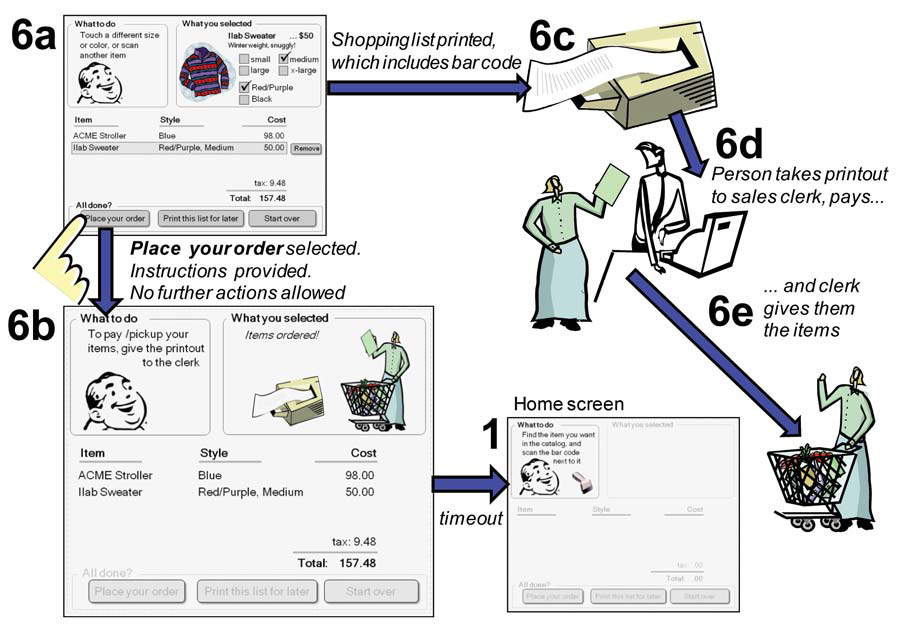 6a
What to do
Touch a different size
or color, or scan
another item
What you selected
Ilab Sweater ... $50
Winter weight, snuggly!
small medium
large x-large
Red/Purple
Black
Item Style Cost
ACME Stroller Blue 98.00
Ilab Sweater Red/Purple, Medium 50.00 Remove
tax: 9.48
Total: 157.48
All done?
Place your order Print this list for later Start over
Shopping list printed,
which includes bar code
6c
6d
Person takes printout
to sales clerk, pays...
Place your order selected.
Instructions provided.
No further actions allowed
6e
... and clerk
gives them
the items
6b
What to do
To pay /pickup your
items, give the printout
to the clerk
What you selected
Items ordered!
Item Style Cost
ACME Stroller Blue 98.00
Ilab Sweater Red/Purple, Medium 50.00
tax: 9.48
Total: 157.48
All done?
Place your order Print this list for later Start over
timeout
Home screen
1
What to do
Find the item you want
in the catalog, and
scan the bar code
next to it
What you selected
Item Style Cost
tax: .00
Total: .00
All done?
Place your order Print this list for later Start over